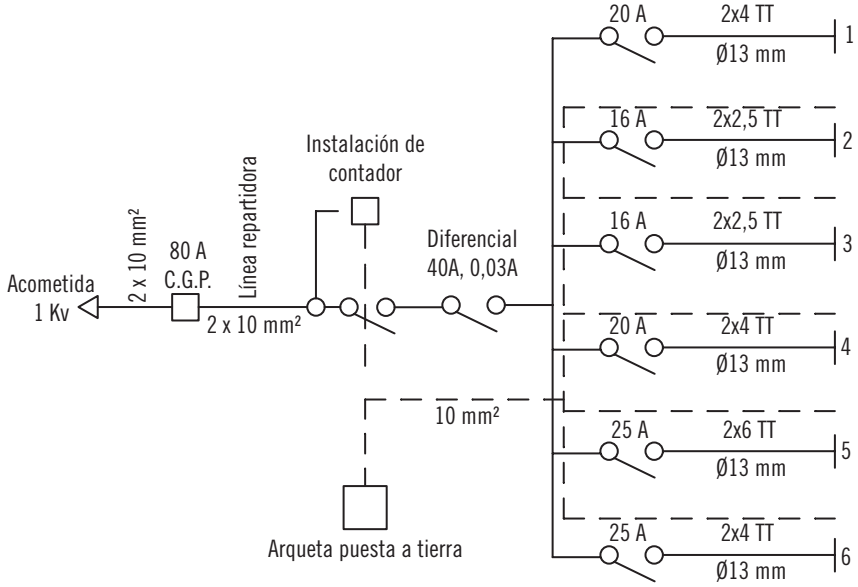 Acometida
1 Kv
2 x 10 mm²
80 A
C.G.P.
Línea repartidora
2 x 10 mm²
Instalación de
contador
Diferencial
40A, 0,03A
10 mm²
Arqueta puesta a tierra
20 A
2x4 TT
Ø13 mm
1
16 A
2x2,5 TT
Ø13 mm
2
16 A
2x2,5 TT
Ø13 mm
3
20 A
2x4 TT
Ø13 mm
4
25 A
2x6 TT
Ø13 mm
5
25 A
2x4 TT
Ø13 mm
6